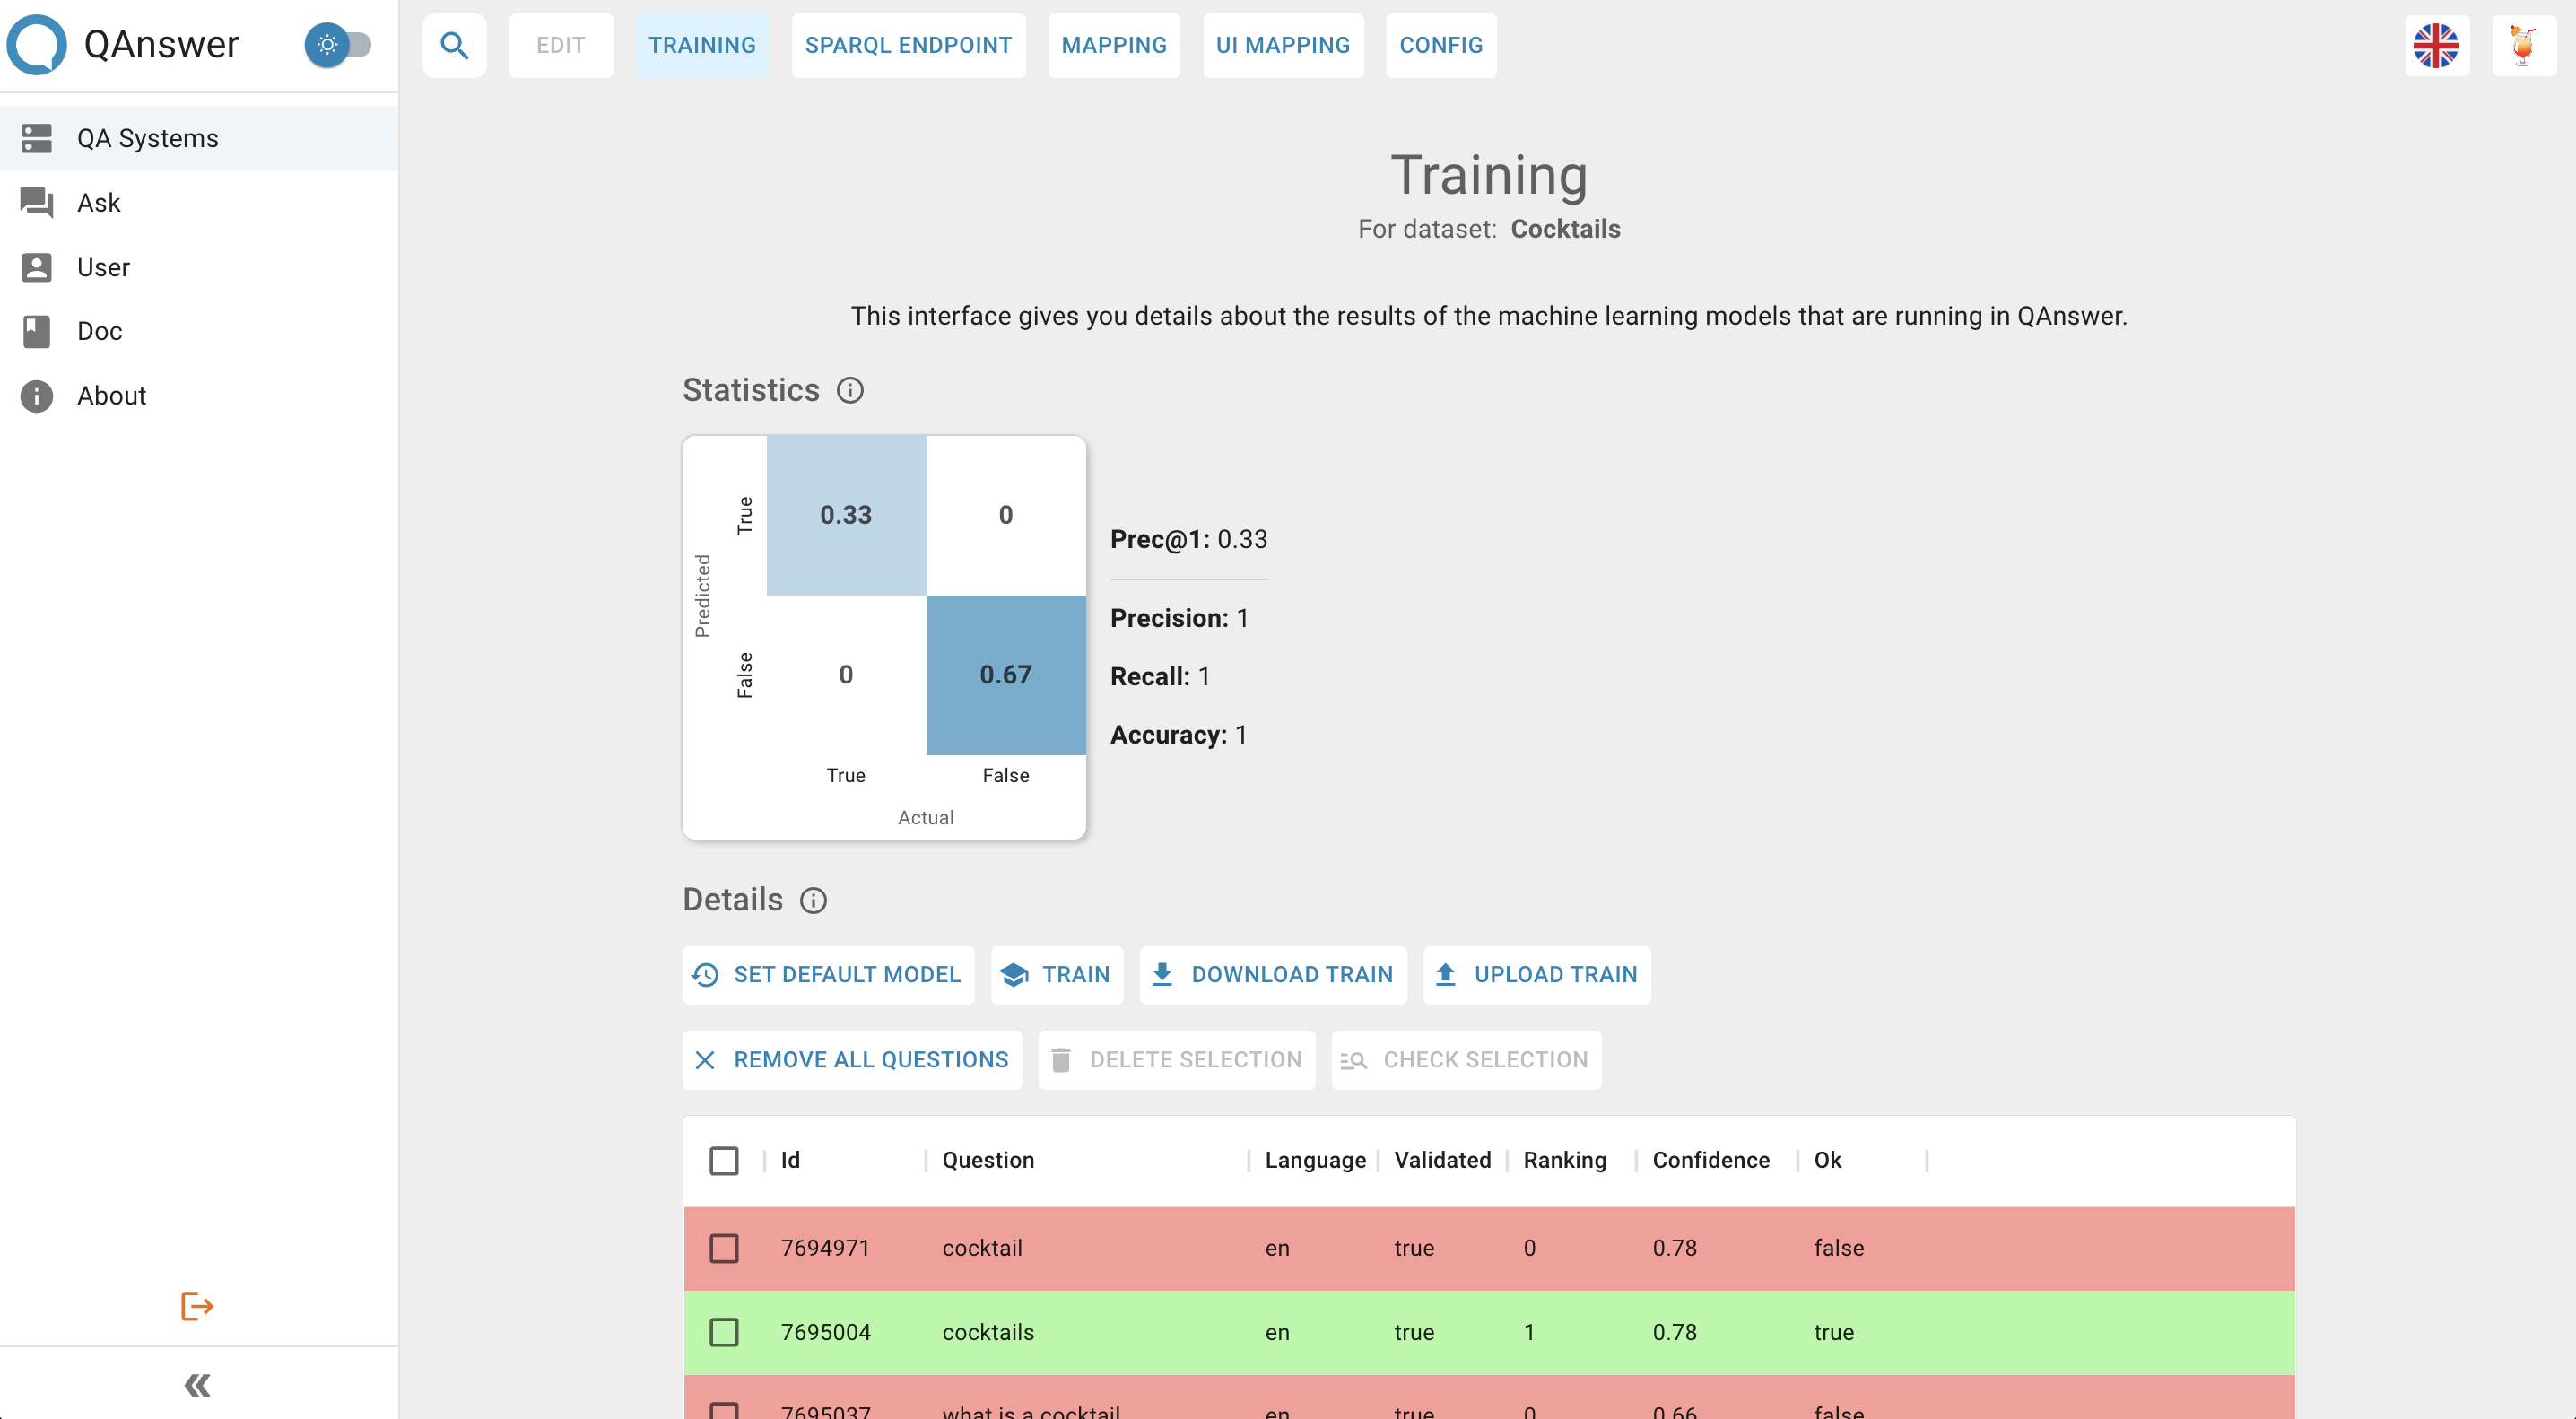 QAnswer
EDIT
TRAINING
SPARQL ENDPOINT
MAPPING
UI MAPPING
CONFIG
QA Systems
Ask
User
Doc
About
Training
For dataset: Cocktails
This interface gives you details about the results of the machine learning models that are running in QAnswer.
Statistics
Predicted
True
0.33
0
False
0
0.67
True
False
Actual
Prec@1: 0.33
Precision: 1
Recall: 1
Accuracy: 1
Details
SET DEFAULT MODEL
TRAIN
DOWNLOAD TRAIN
UPLOAD TRAIN
REMOVE ALL QUESTIONS
DELETE SELECTION
CHECK SELECTION
Id Question Language Validated Ranking Confidence Ok
7694971 cocktail en true 0 0.78 false
7695004 cocktails en true 1 0.78 true
7695037 what is a cocktail en true 0 0.66 false